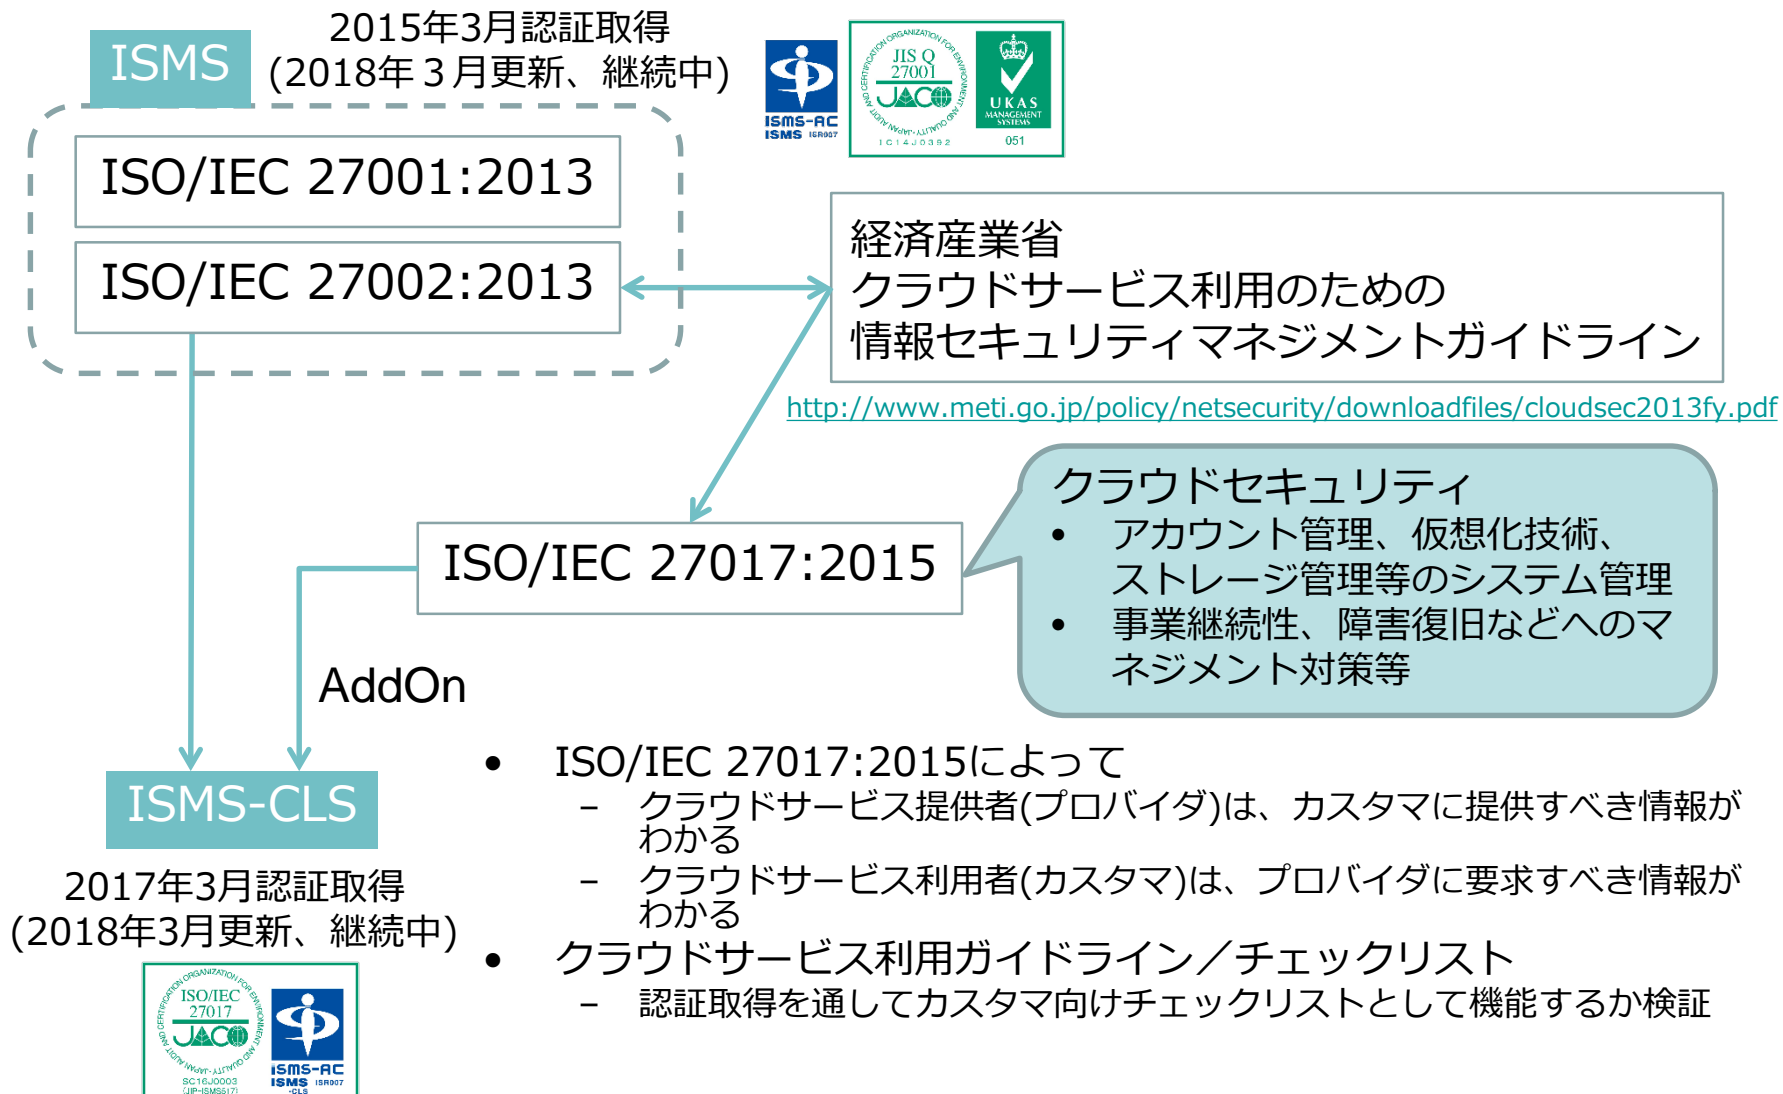 ISMS
2015年3月認証取得
(2018年３月更新、継続中)
ISMS-AC
ISMS ISR007
CERTIFICATION ORGANIZATION FOR ENVIRONMENT
AND QUALITY AUDIT AND JAPAN
JIS Q
27001
JACO
IC14J0392
UKAS
MANAGEMENT
SYSTEMS
051
ISO/IEC 27001:2013
ISO/IEC 27002:2013
経済産業省
クラウドサービス利用のための
情報セキュリティマネジメントガイドライン
http://www.meti.go.jp/policy/netsecurity/downloadfiles/cloudsec2013fy.pdf
クラウドセキュリティ
• アカウント管理、仮想化技術、
ストレージ管理等のシステム管理
• 事業継続性、障害復旧などへのマ
ネジメント対策等
ISO/IEC 27017:2015
AddOn
ISMS-CLS
2017年3月認証取得
(2018年3月更新、継続中)
• ISO/IEC 27017:2015によって
– クラウドサービス提供者(プロバイダ)は、カスタマに提供すべき情報が
わかる
– クラウドサービス利用者(カスタマ)は、プロバイダに要求すべき情報が
わかる
• クラウドサービス利用ガイドライン／チェックリスト
– 認証取得を通してカスタマ向けチェックリストとして機能するか検証
ISO/IEC
27017
JACO
SC16J0003
(JIP-ISMS517)
ISMS-AC
ISMS ISR007
-CLS